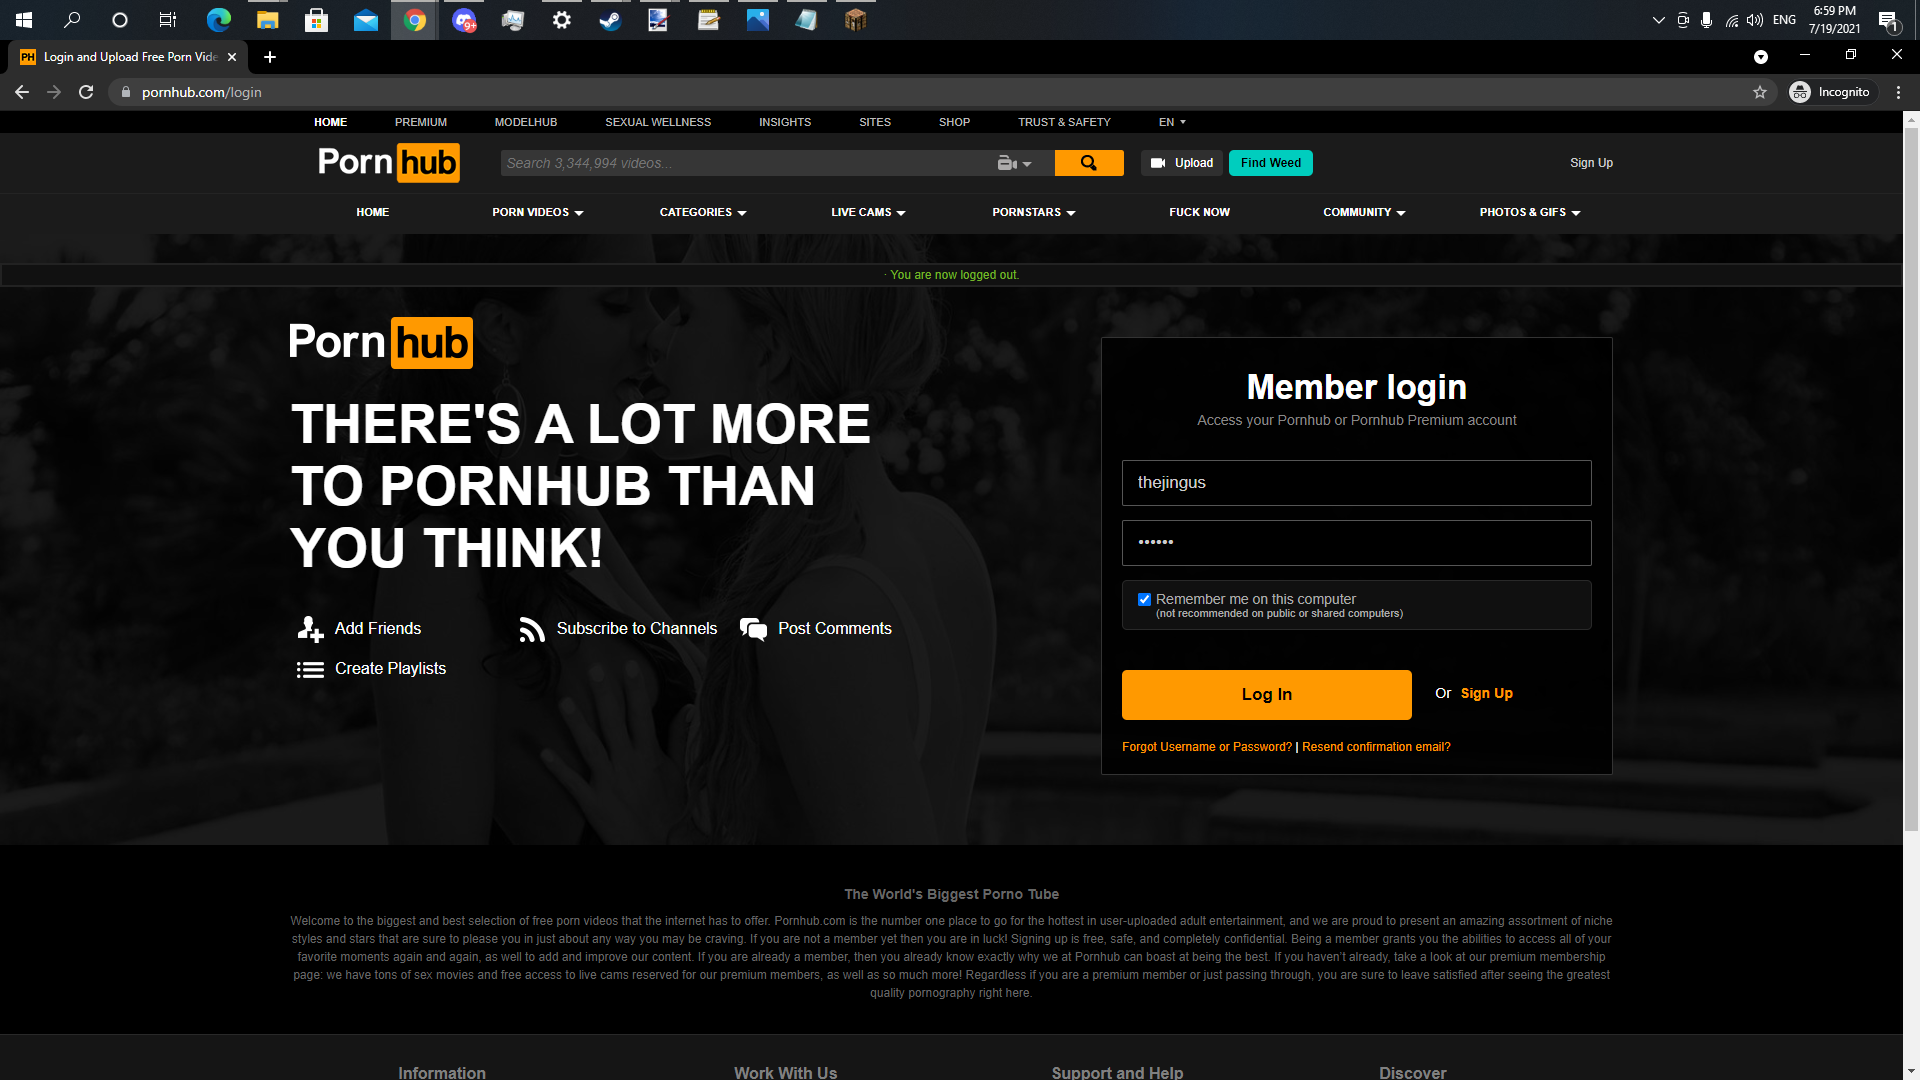 9+
ENG
6:59 PM
7/19/2021
1
PH Login and Upload Free Porn Vide
pornhub.com/login
Incognito
HOME PREMIUM MODELHUB SEXUAL WELLNESS INSIGHTS SITES SHOP TRUST & SAFETY EN
Porn hub
Search 3,344,994 videos...
Upload
Find Weed
Sign Up
HOME PORN VIDEOS CATEGORIES LIVE CAMS PORNSTARS FUCK NOW COMMUNITY PHOTOS & GIFS
· You are now logged out.
Porn hub
THERE'S A LOT MORE
TO PORNHUB THAN
YOU THINK!
Add Friends
Subscribe to Channels
Post Comments
Create Playlists
Member login
Access your Pornhub or Pornhub Premium account
thejingus
••••••
Remember me on this computer
(not recommended on public or shared computers)
Log In
Or Sign Up
Forgot Username or Password? | Resend confirmation email?
The World's Biggest Porno Tube
Welcome to the biggest and best selection of free porn videos that the internet has to offer. Pornhub.com is the number one place to go for the hottest in user-uploaded adult entertainment, and we are proud to present an amazing assortment of niche
styles and stars that are sure to please you in just about any way you may be craving. If you are not a member yet then you are in luck! Signing up is free, safe, and completely confidential. Being a member grants you the abilities to access all of your
favorite moments again and again, as well to add and improve our content. If you are already a member, then you already know exactly why we at Pornhub can boast at being the best. If you haven't already, take a look at our premium membership
page: we have tons of sex movies and free access to live cams reserved for our premium members, as well as so much more! Regardless if you are a premium member or just passing through, you are sure to leave satisfied after seeing the greatest
quality pornography right here.
Information
Work With Us
Support and Help
Discover